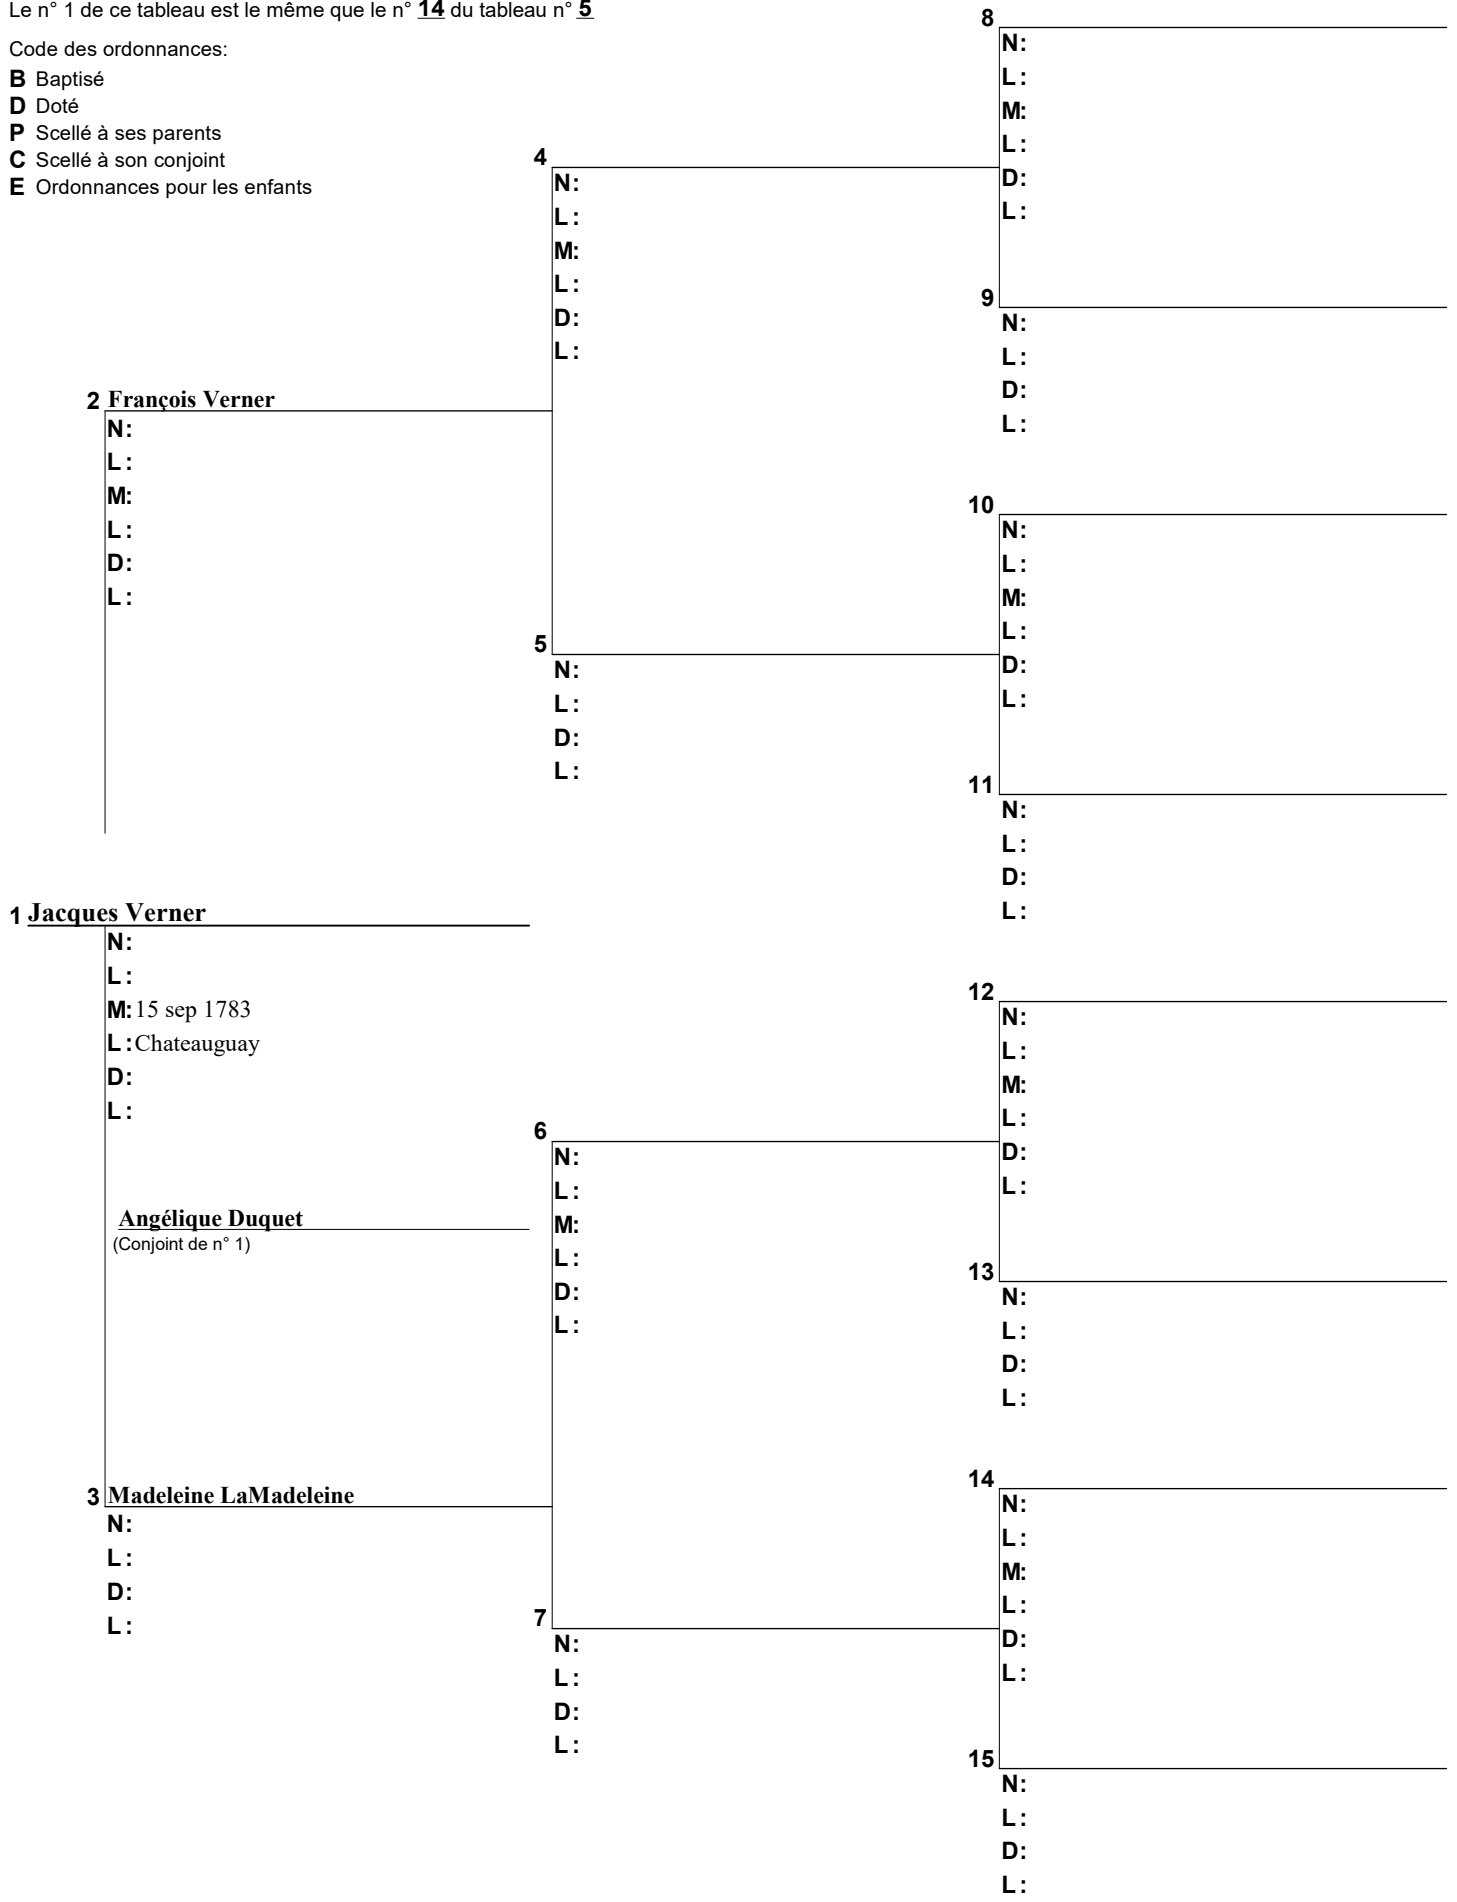 Le n° 1 de ce tableau est le même que le n° 14 du tableau n° 5
Code des ordonnances:
B Baptisé
D Doté
P Scellé à ses parents
C Scellé à son conjoint
E Ordonnances pour les enfants
8
N:
L:
M:
L:
D:
L:
4
N:
L:
M:
L:
D:
L:
9
N:
L:
D:
L:
2 François Verner
N:
L:
M:
L:
D:
L:
10
N:
L:
M:
L:
D:
L:
5
N:
L:
D:
L:
11
N:
L:
D:
L:
1 Jacques Verner
N:
L:
M: 15 sep 1783
L: Chateauguay
D:
L:
12
N:
L:
M:
L:
D:
L:
6
N:
L:
M:
L:
D:
L:
Angélique Duquet
(Conjoint de n° 1)
13
N:
L:
D:
L:
3 Madeleine LaMadeleine
N:
L:
D:
L:
14
N:
L:
M:
L:
D:
L:
7
N:
L:
D:
L:
15
N:
L:
D:
L: